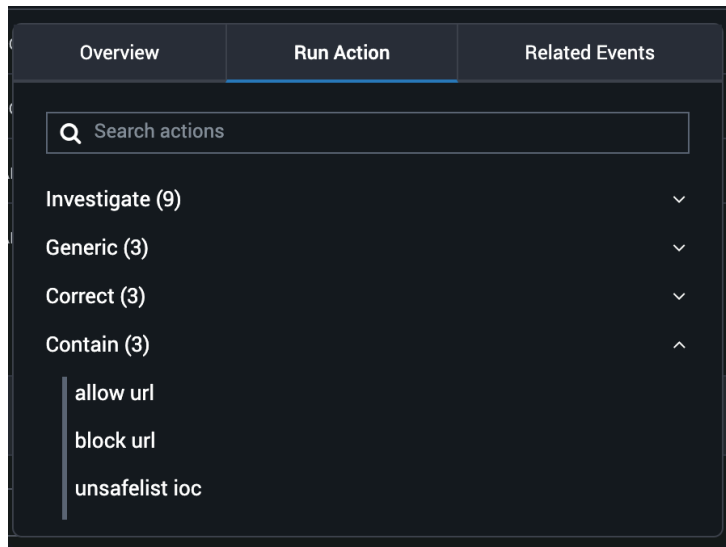 Overview
Run Action
Related Events
Search actions
Investigate (9)
Generic (3)
Correct (3)
Contain (3)
allow url
block url
unsafelist ioc